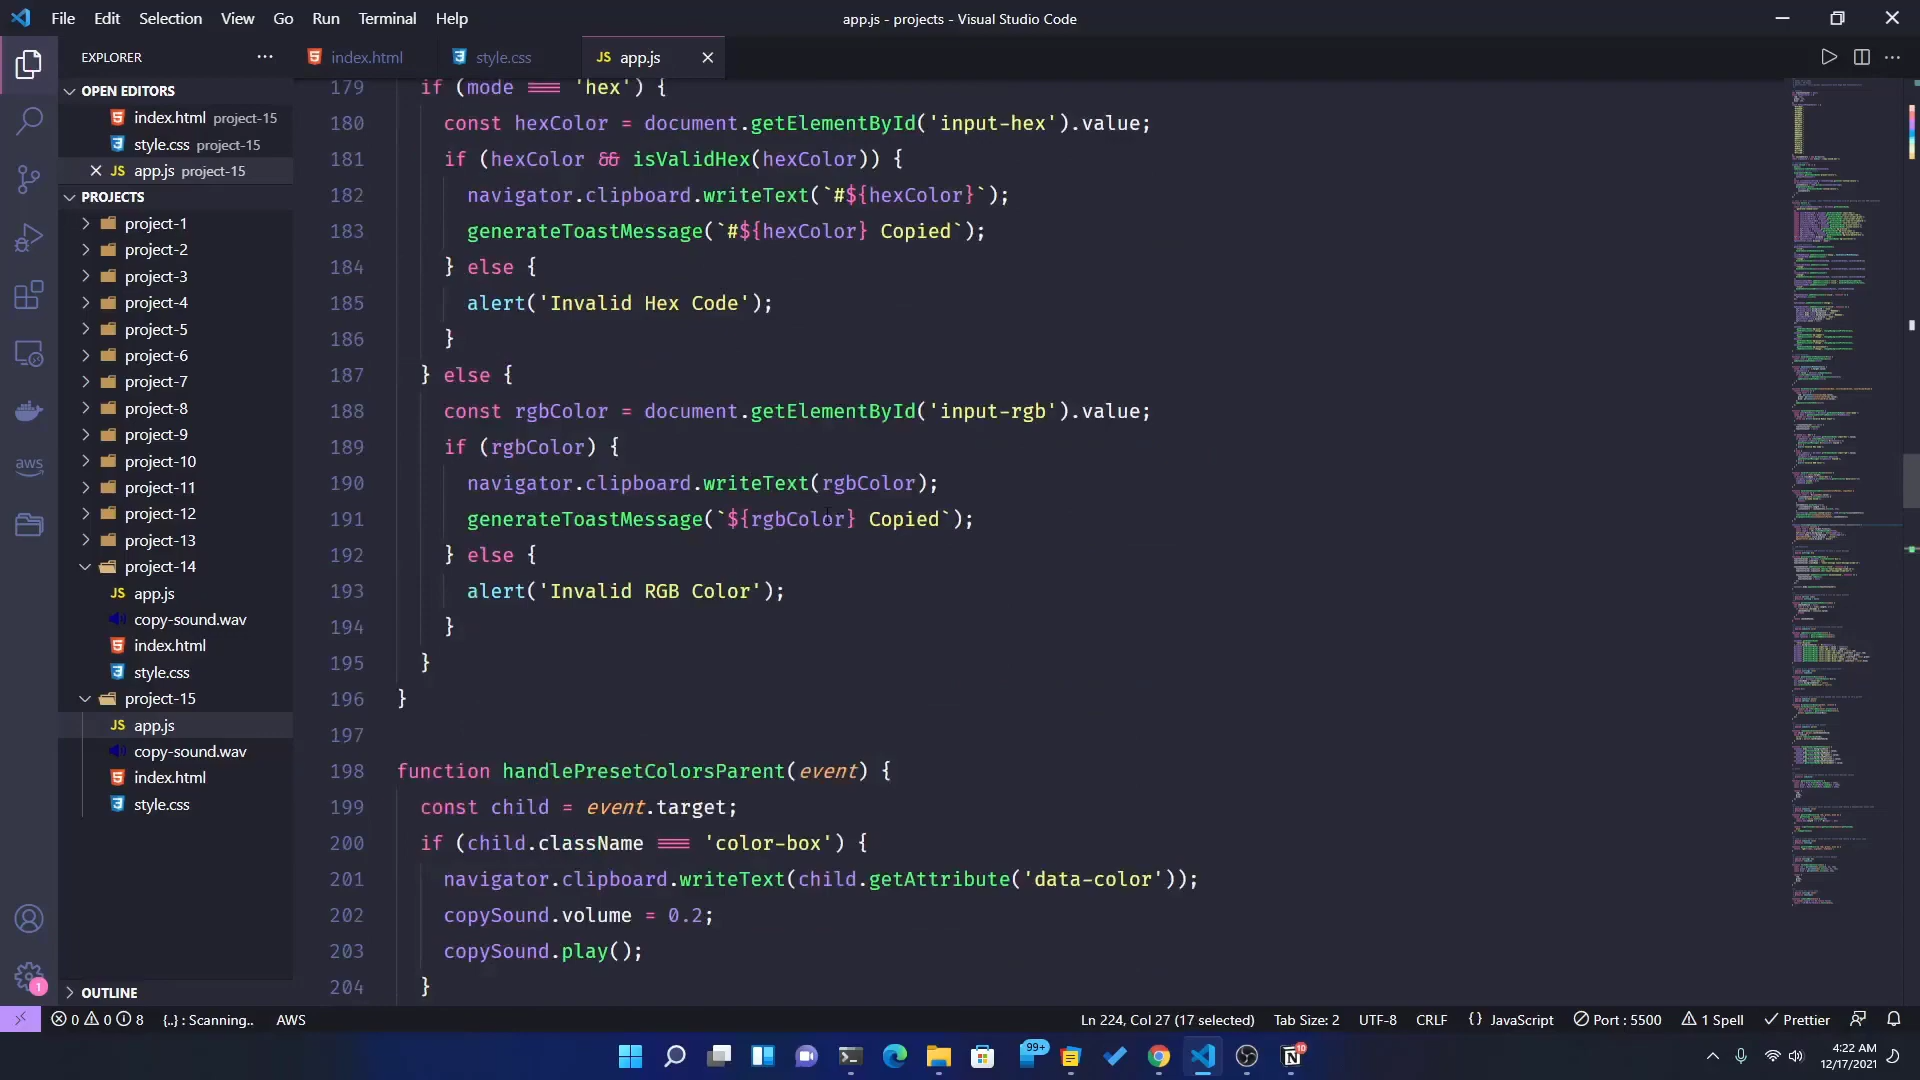 File Edit Selection View Go Run Terminal Help
app.js - projects - Visual Studio Code
EXPLORER
OPEN EDITORS
index.html project-15
style.css project-15
JS app.js project-15
PROJECTS
project-1
project-2
project-3
project-4
project-5
project-6
project-7
project-8
project-9
project-10
project-11
project-12
project-13
project-14
JS app.js
copy-sound.wav
index.html
style.css
project-15
JS app.js
copy-sound.wav
index.html
style.css
OUTLINE
aws
1
index.html style.css JS app.js
179 if (mode === 'hex') {
180 const hexColor = document.getElementById('input-hex').value;
181 if (hexColor && isValidHex(hexColor)) {
182 navigator.clipboard.writeText(`#${hexColor}`);
183 generateToastMessage(`#${hexColor} Copied`);
184 } else {
185 alert('Invalid Hex Code');
186 }
187 } else {
188 const rgbColor = document.getElementById('input-rgb').value;
189 if (rgbColor) {
190 navigator.clipboard.writeText(rgbColor);
191 generateToastMessage(`${rgbColor} Copied`);
192 } else {
193 alert('Invalid RGB Color');
194 }
195 }
196 }
197
198 function handlePresetColorsParent(event) {
199 const child = event.target;
200 if (child.className === 'color-box') {
201 navigator.clipboard.writeText(child.getAttribute('data-color'));
202 copySound.volume = 0.2;
203 copySound.play();
204 }
0 0 8 {..} : Scanning.. AWS
Ln 224, Col 27 (17 selected) Tab Size: 2 UTF-8 CRLF {} JavaScript Port : 5500 1 Spell Prettier
99+
10
4:22 AM
12/17/2021